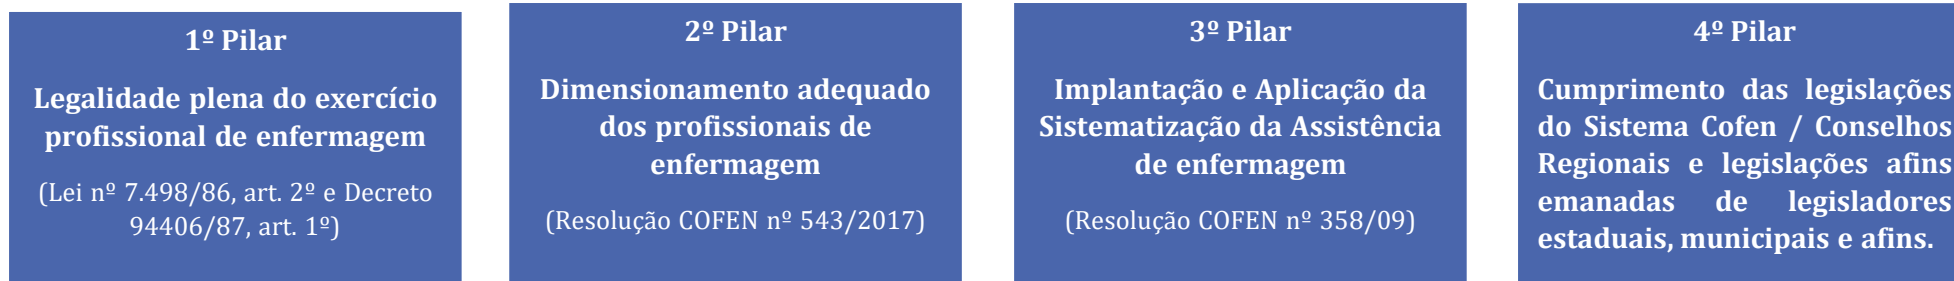 1º Pilar
Legalidade plena do exercício
profissional de enfermagem
(Lei nº 7.498/86, art. 2º e Decreto
94406/87, art. 1º)
2º Pilar
Dimensionamento adequado
dos profissionais de
enfermagem
(Resolução COFEN nº 543/2017)
3º Pilar
Implantação e Aplicação da
Sistematização da Assistência
de enfermagem
(Resolução COFEN nº 358/09)
4º Pilar
Cumprimento das legislações
do Sistema Cofen / Conselhos
Regionais e legislações afins
emanadas de legisladores
estaduais, municipais e afins.